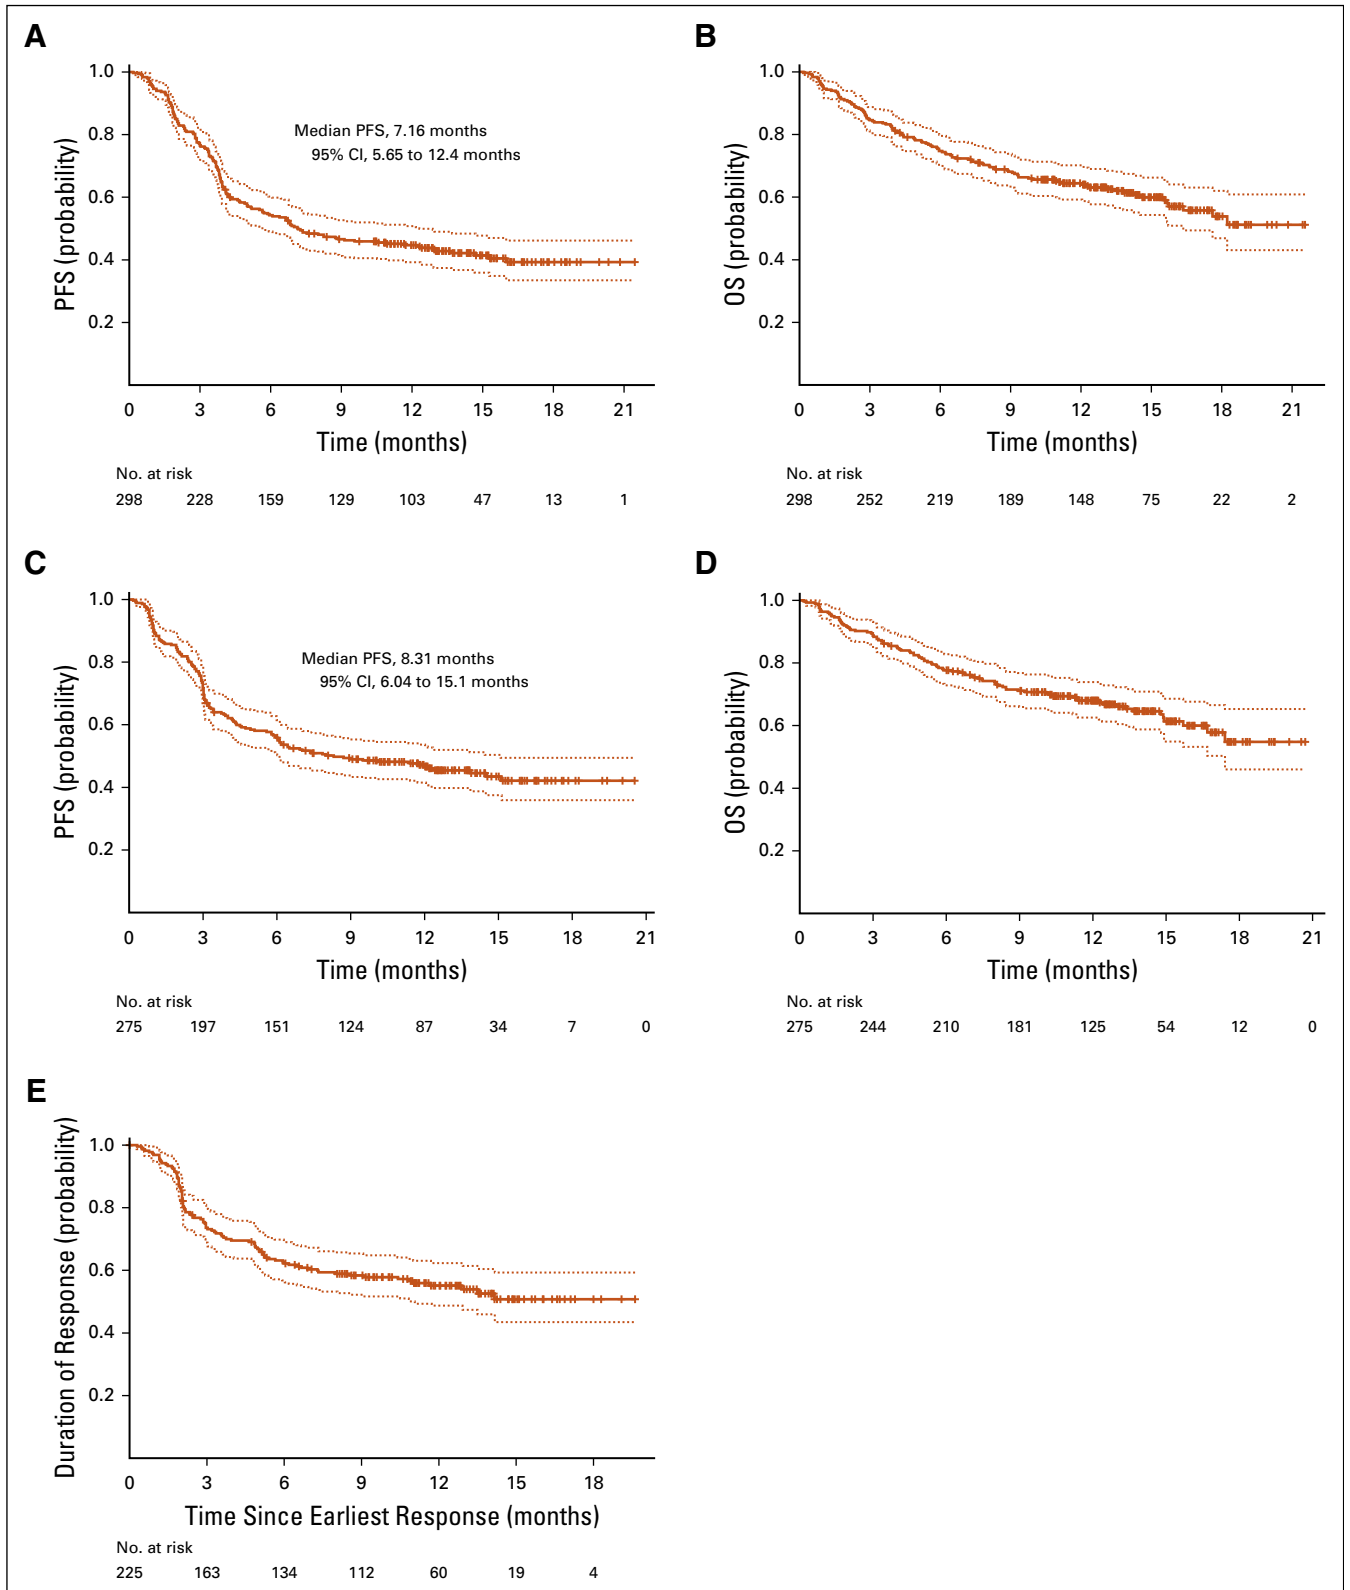 A
1.0
0.8
0.6
0.4
0.2
PFS (probability)
Median PFS, 7.16 months
95% CI, 5.65 to 12.4 months
0 3 6 9 12 15 18 21
Time (months)
No. at risk
298 228 159 129 103 47 13 1
B
1.0
0.8
0.6
0.4
0.2
OS (probability)
0 3 6 9 12 15 18 21
Time (months)
No. at risk
298 252 219 189 148 75 22 2
C
1.0
0.8
0.6
0.4
0.2
PFS (probability)
Median PFS, 8.31 months
95% CI, 6.04 to 15.1 months
0 3 6 9 12 15 18 21
Time (months)
No. at risk
275 197 151 124 87 34 7 0
D
1.0
0.8
0.6
0.4
0.2
OS (probability)
0 3 6 9 12 15 18 21
Time (months)
No. at risk
275 244 210 181 125 54 12 0
E
1.0
0.8
0.6
0.4
0.2
Duration of Response (probability)
0 3 6 9 12 15 18
Time Since Earliest Response (months)
No. at risk
225 163 134 112 60 19 4